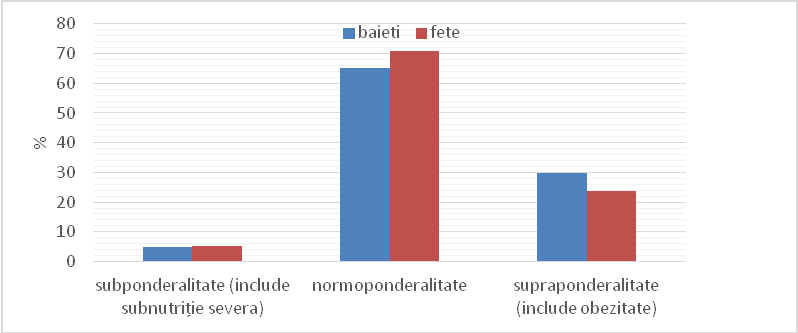 80
70
60
50
40
30
20
10
0
%
baieti fete
subponderalitate (include
subnutriție severa)
normoponderalitate
supraponderalitate
(include obezitate)